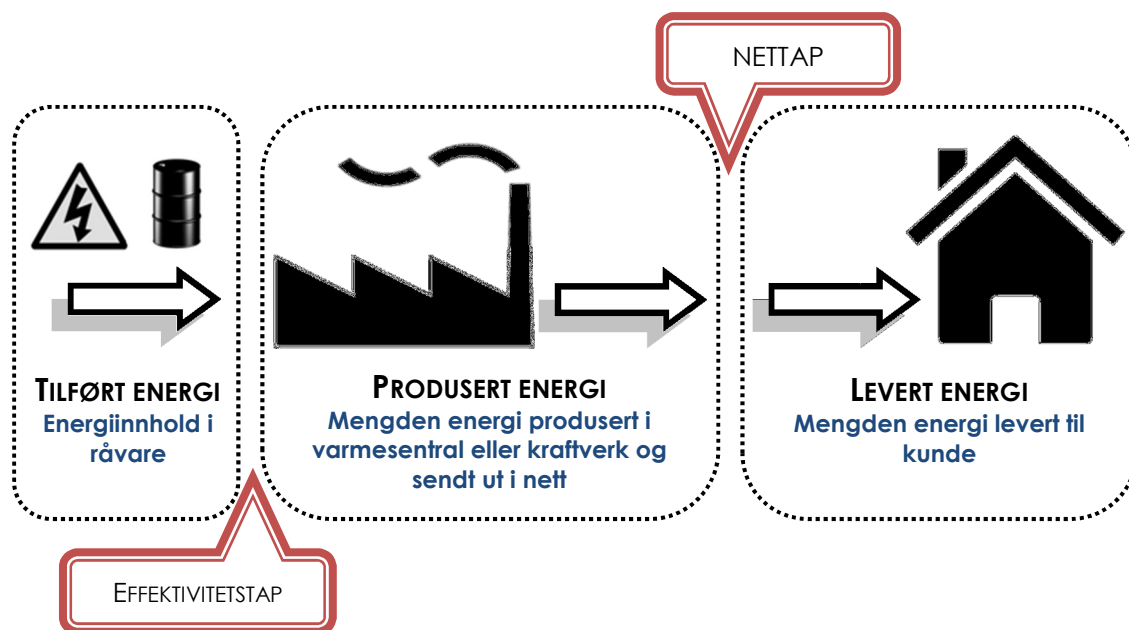 NETTAP
TILFØRT ENERGI
Energiinnhold i
råvare
PRODUSERT ENERGI
Mengden energi produsert i
varmesentral eller kraftverk og
sendt ut i nett
LEVERT ENERGI
Mengden energi levert til
kunde
EFFEKTIVITETSTAP